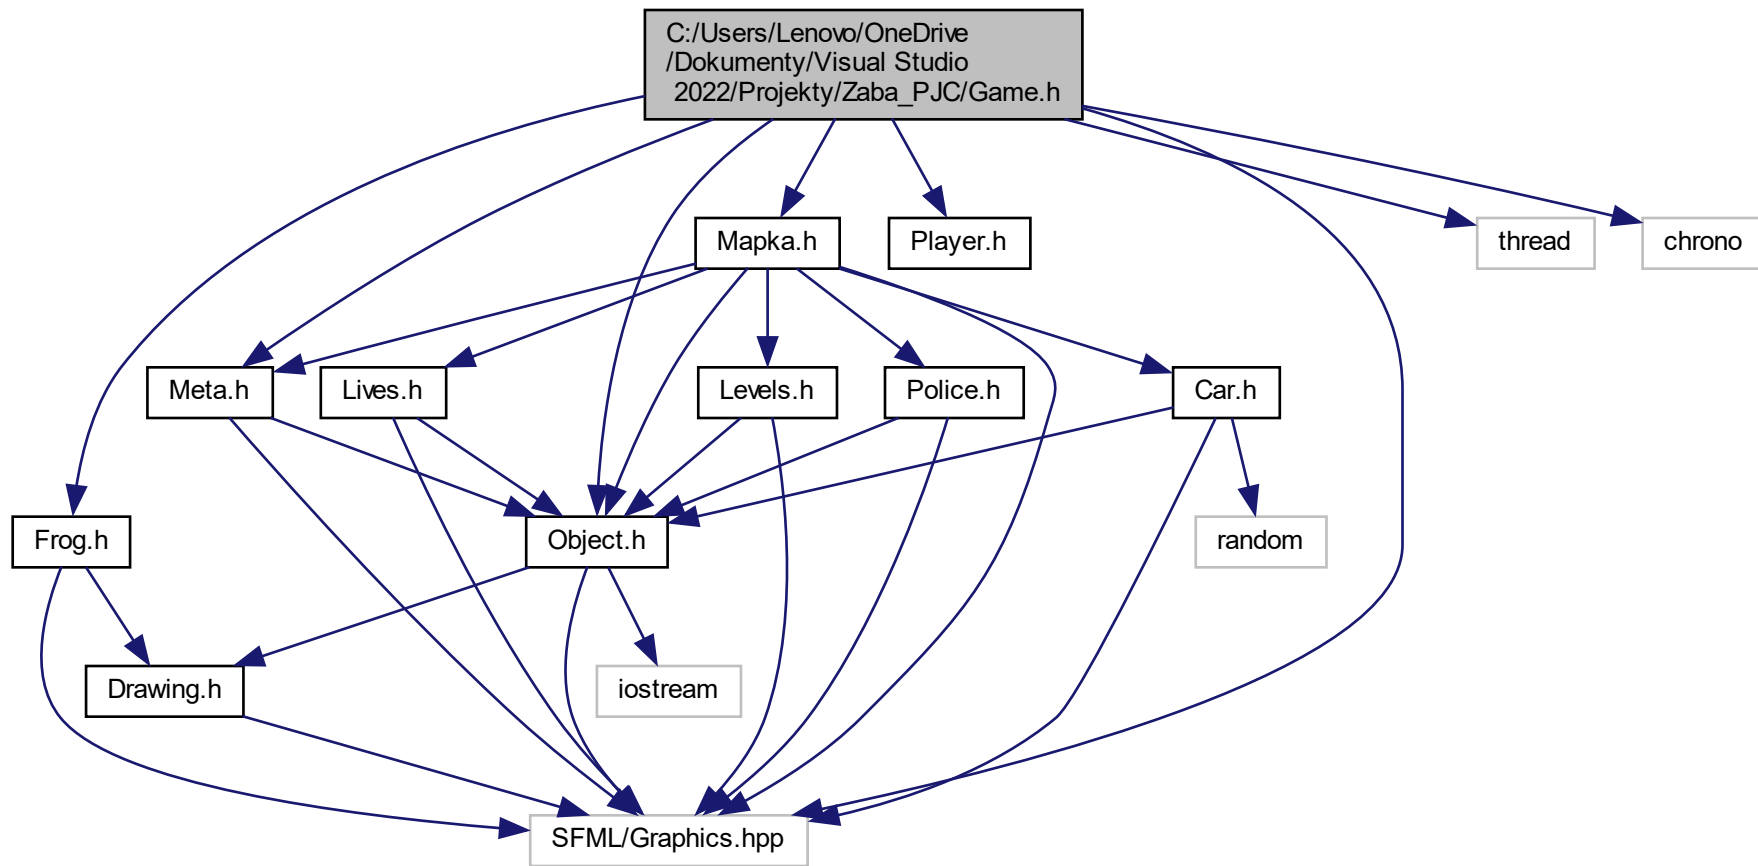 C:/Users/Lenovo/OneDrive
/Dokumenty/Visual Studio
2022/Projekty/Zaba_PJC/Game.h
Mapka.h
Player.h
thread
chrono
Meta.h
Lives.h
Levels.h
Police.h
Car.h
Frog.h
Object.h
random
Drawing.h
iostream
SFML/Graphics.hpp